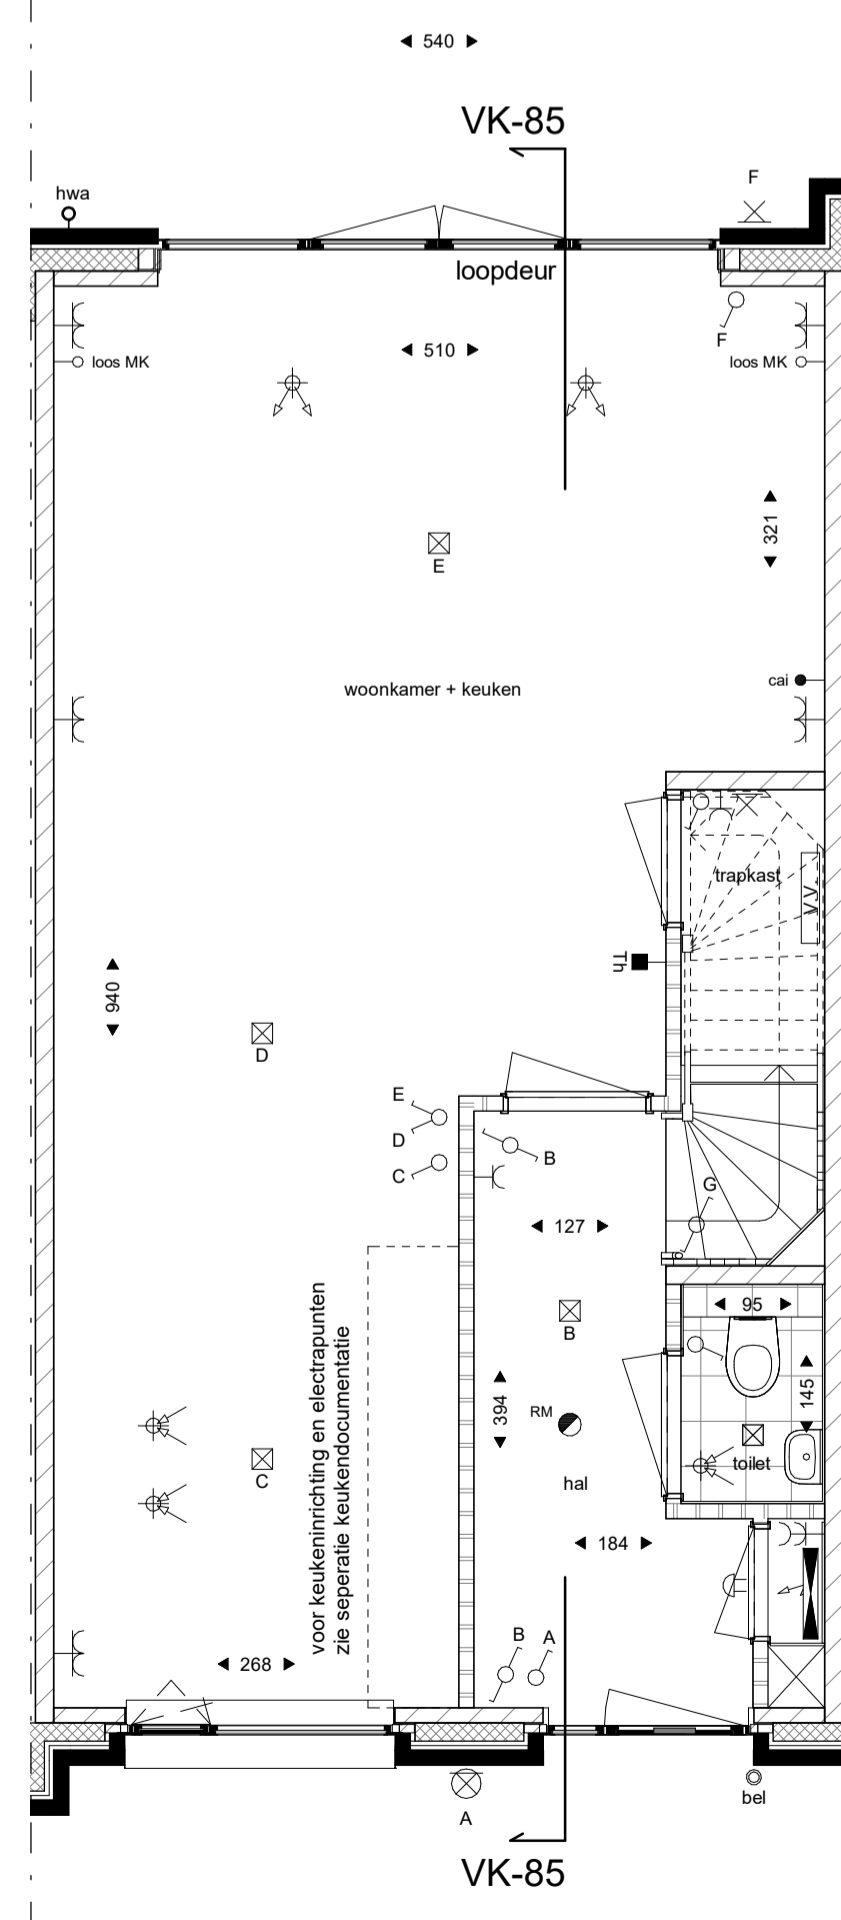 540
VK-85
hwa
F
loopdeur
F
510
loos MK
loos MK
321
E
cai
woonkamer + keuken
trapkast
V.V.
Th
940
D
E
D
C
B
G
127
95
B
voor keukeninrichting en electrapunten
zie seperatie keukendocumentatie
394
145
RM
C
toilet
hal
184
B
A
268
A
bel
VK-85